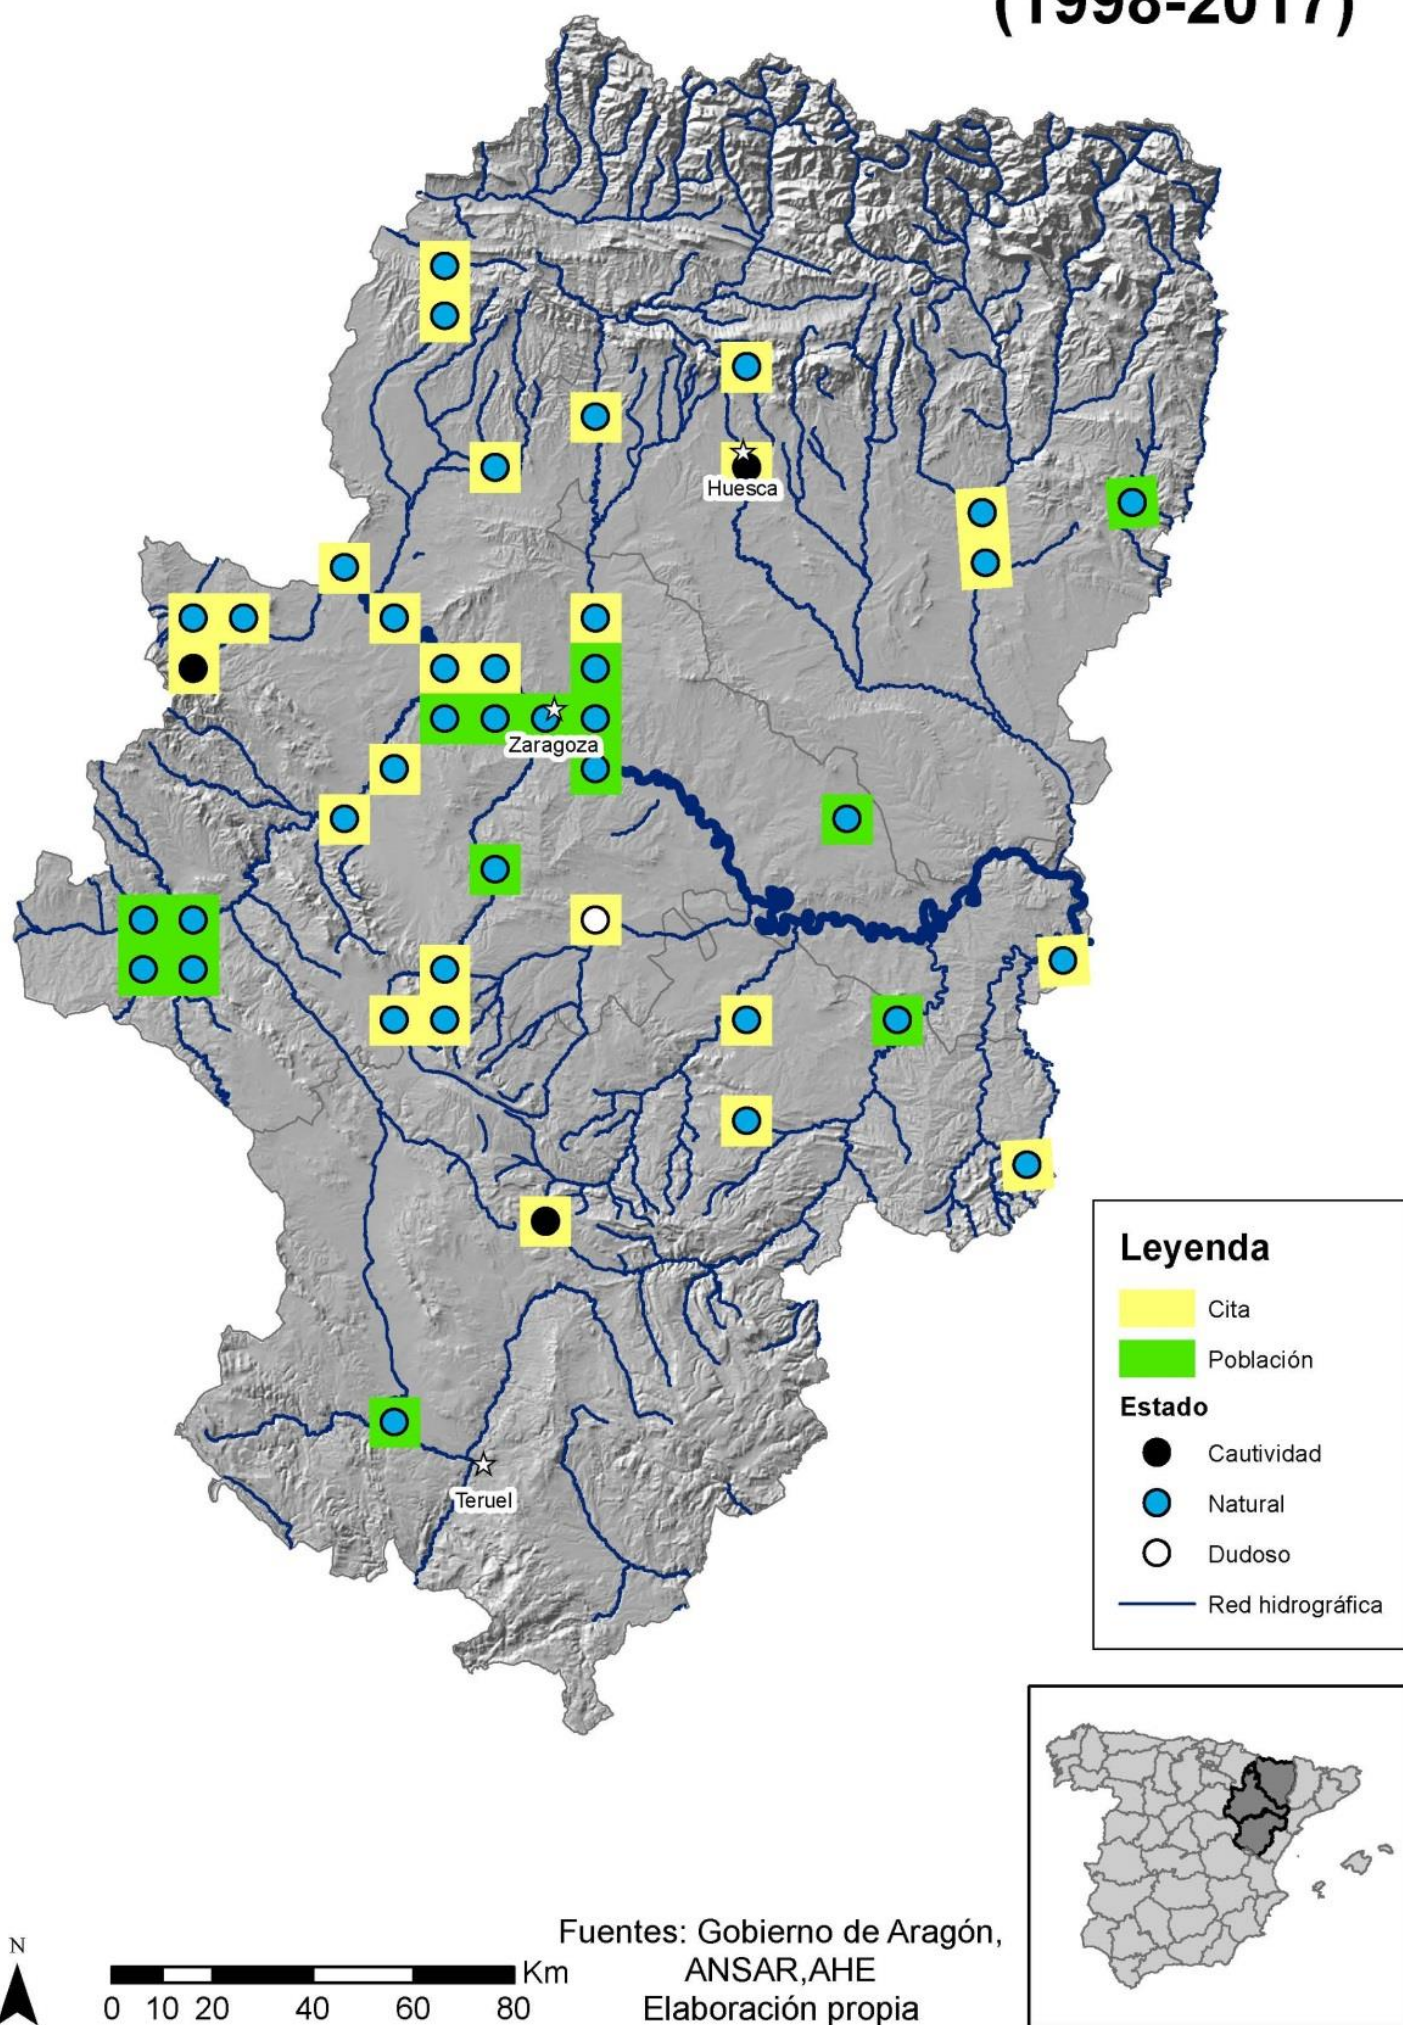 (1998-2017)
Huesca
Zaragoza
Teruel
Leyenda
Cita
Población
Estado
Cautividad
Natural
Dudoso
Red hidrográfica
N
Km
0 10 20 40 60 80
Fuentes: Gobierno de Aragón,
ANSAR,AHE
Elaboración propia